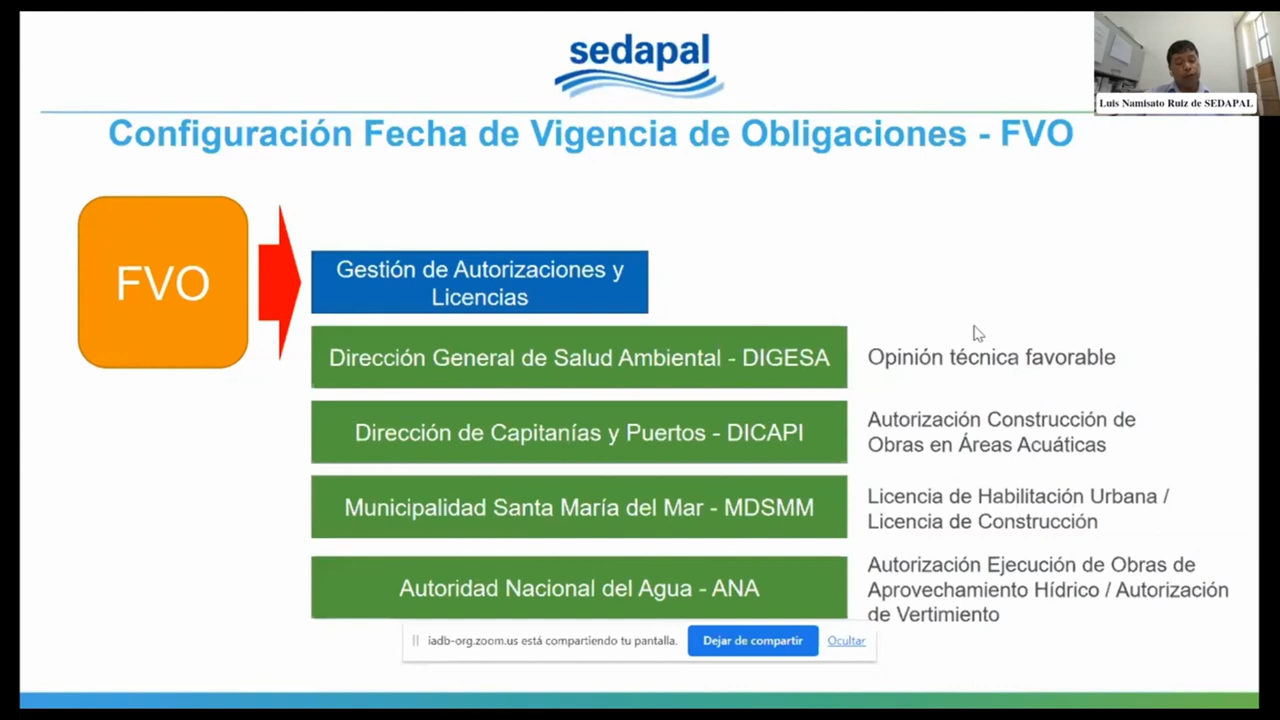 sedapal
Luis Namisato Ruiz de SEDAPAL
Configuración Fecha de Vigencia de Obligaciones - FVO
FVO
Gestión de Autorizaciones y
Licencias
Dirección General de Salud Ambiental - DIGESA
Opinión técnica favorable
Dirección de Capitanías y Puertos - DICAPI
Autorización Construcción de
Obras en Áreas Acuáticas
Municipalidad Santa María del Mar - MDSMM
Licencia de Habilitación Urbana /
Licencia de Construcción
Autoridad Nacional del Agua - ANA
Autorización Ejecución de Obras de
Aprovechamiento Hídrico / Autorización
de Vertimiento
iadb-org.zoom.us está compartiendo tu pantalla.
Dejar de compartir
Ocultar